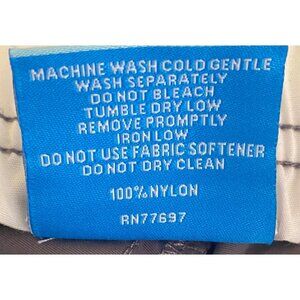 MACHINE WASH COLD GENTLE
WASH SEPARATELY
DO NOT BLEACH
TUMBLE DRY LOW
REMOVE PROMPTLY
IRON LOW
DO NOT USE FABRIC SOFTENER
DO NOT DRY CLEAN
100% NYLON
RN77697